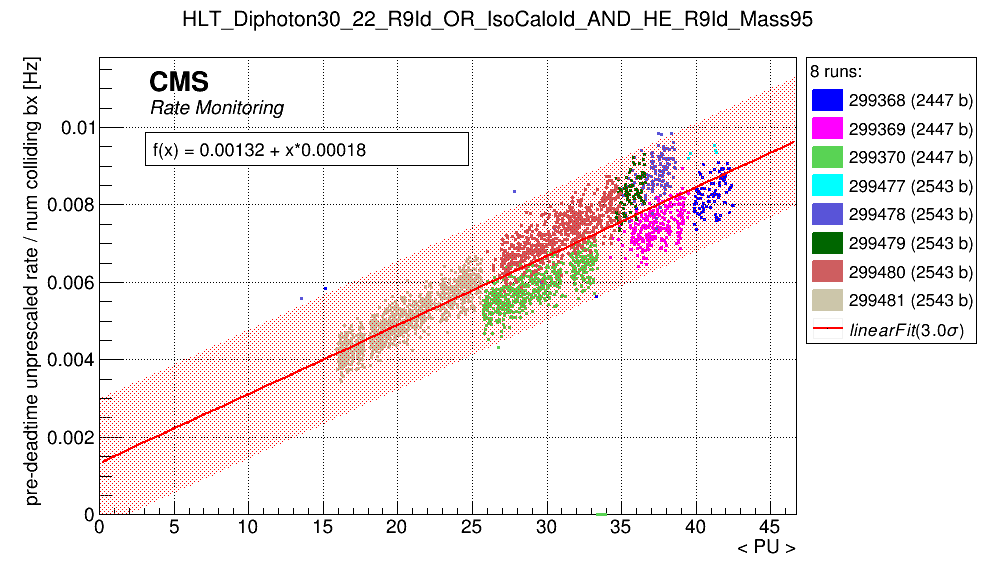 HLT_Diphoton30_22_R9Id_OR_IsoCaloId_AND_HE_R9Id_Mass95
pre-deadtime unprescaled rate / num colliding bx [Hz]
CMS
Rate Monitoring
f(x) = 0.00132 + x*0.00018
0.01
0.008
0.006
0.004
0.002
0
0 5 10 15 20 25 30 35 40 45
< PU >
8 runs:
299368 (2447 b)
299369 (2447 b)
299370 (2447 b)
299477 (2543 b)
299478 (2543 b)
299479 (2543 b)
299480 (2543 b)
299481 (2543 b)
linearFit(3.0σ)